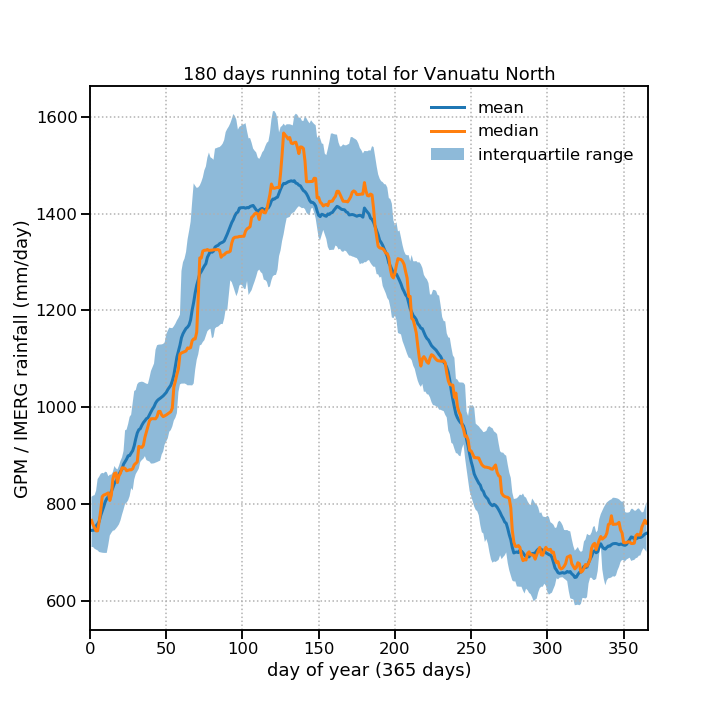 180 days running total for Vanuatu North
mean
median
interquartile range
GPM / IMERG rainfall (mm/day)
1600
1400
1200
1000
800
600
0 50 100 150 200 250 300 350
day of year (365 days)